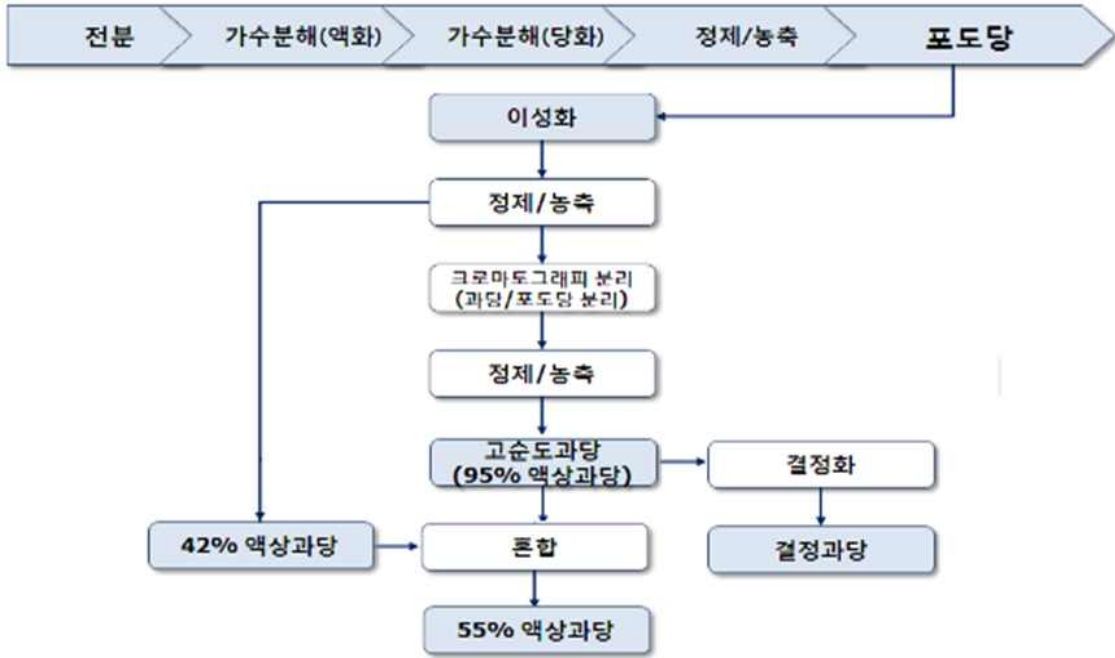 전분
가수분해(액화)
가수분해(당화)
정제/농축
포도당
이성화
정제/농축
크로마토그래피 분리
(과당/포도당 분리)
정제/농축
고순도과당
(95% 액상과당)
결정화
42% 액상과당
혼합
결정과당
55% 액상과당